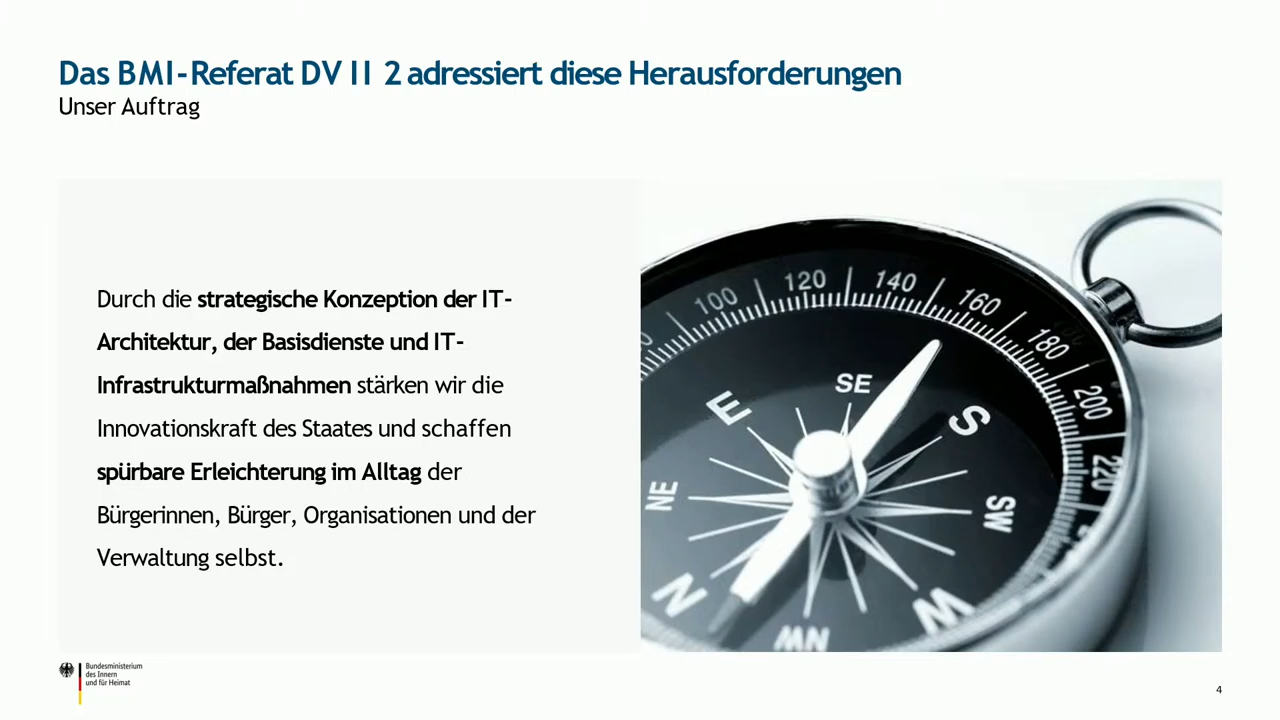 Das BMI-Referat DV II 2 adressiert diese Herausforderungen
Unser Auftrag
Durch die strategische Konzeption der IT-
Architektur, der Basisdienste und IT-
Infrastrukturmaßnahmen stärken wir die
Innovationskraft des Staates und schaffen
spürbare Erleichterung im Alltag der
Bürgerinnen, Bürger, Organisationen und der
Verwaltung selbst.
100 120 140 160 180 200 220
E SE S
NE SW
N NW W
Bundesministerium
des Innern
und für Heimat
4